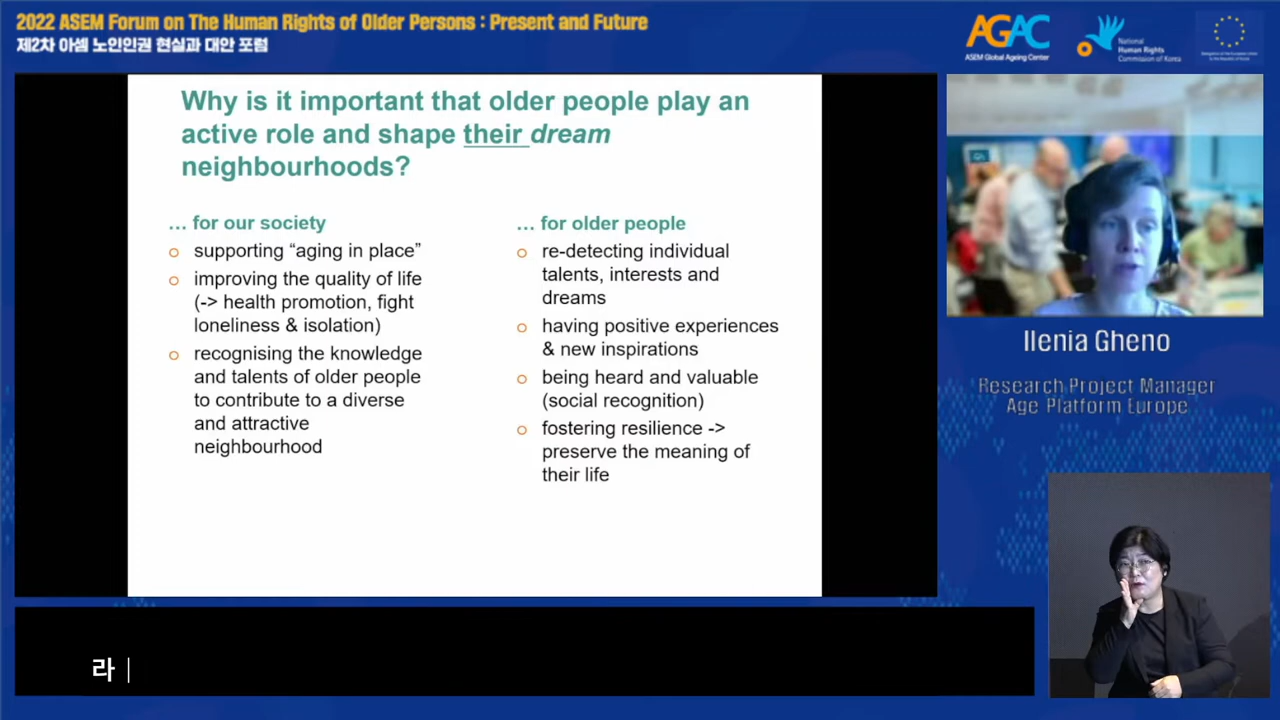 2022 ASEM Forum on The Human Rights of Older Persons : Present and Future
제2차 아셈 노인인권 현실과 대안 포럼
AGAC
ASEM Global Ageing Center
National
Human Rights
Commission of Korea
Why is it important that older people play an
active role and shape their dream
neighbourhoods?
… for our society
o supporting “aging in place”
o improving the quality of life
(-> health promotion, fight
loneliness & isolation)
o recognising the knowledge
and talents of older people
to contribute to a diverse
and attractive
neighbourhood
… for older people
o re-detecting individual
talents, interests and
dreams
o having positive experiences
& new inspirations
o being heard and valuable
(social recognition)
o fostering resilience ->
preserve the meaning of
their life
Ilenia Gheno
Research Project Manager
Age Platform Europe
라